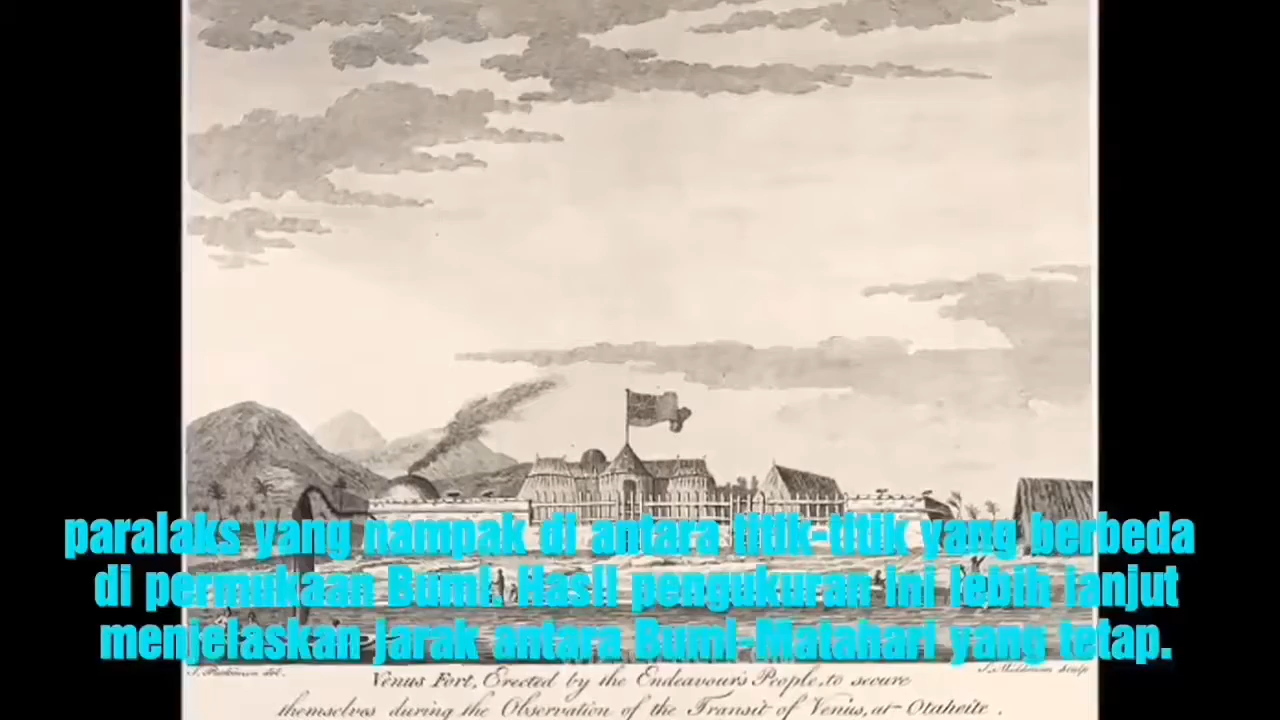 paralaks yang nampak di antara titik-titik yang berbeda
di permukaan Bumi. Hasil pengukuran ini lebih lanjut
menjelaskan jarak antara Bumi-Matahari yang tetap.
S. Parkinson del.
Venus Fort, Erected by the Endeavour's People, to secure
themselves during the Observation of the Transit of Venus, at Otaheite.